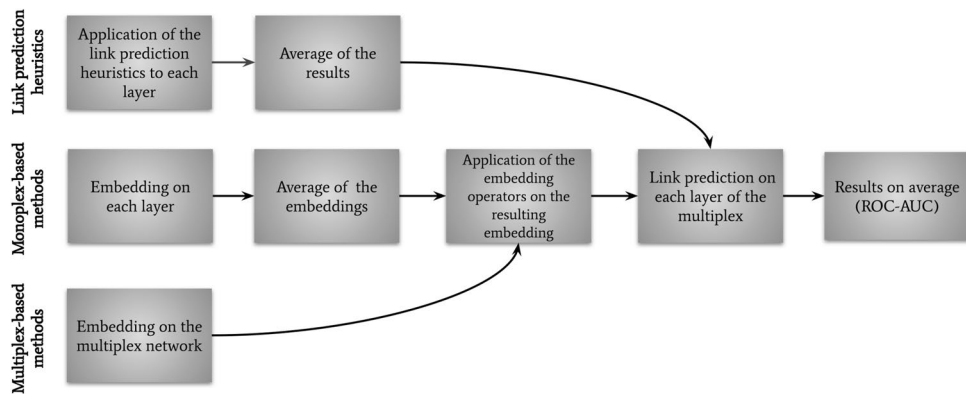 Link prediction
heuristics
Application of the
link prediction
heuristics to each
layer
Average of the
results
Monoplex-based
methods
Embedding on
each layer
Average of the
embeddings
Application of the
embedding
operators on the
resulting
embedding
Link prediction on
each layer of the
multiplex
Results on average
(ROC-AUC)
Multiplex-based
methods
Embedding on the
multiplex network